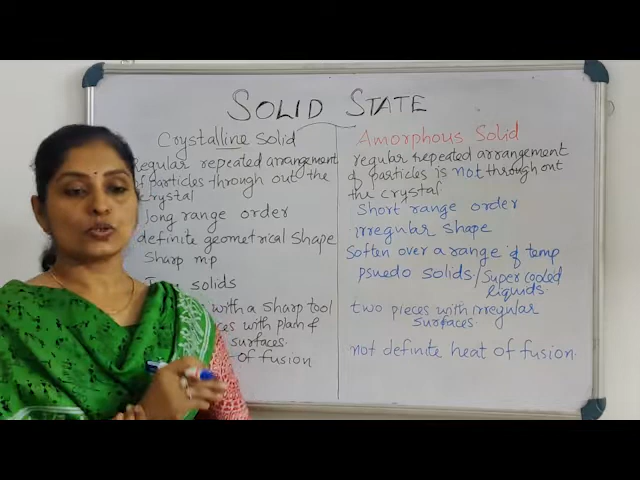 SOLID STATE
Crystalline solid
Regular repeated arrangement
of particles through out the
crystal
long range order
definite geometrical shape
Sharp mp
solids
with a sharp tool
with plain &
surfaces.
of fusion
Amorphous Solid
regular repeated arrangement
of particles is not through out
the crystal
Short range order
irregular shape
Soften over a range of temp
psuedo solids/Super cooled
liquids.
two pieces with irregular
surfaces.
not definite heat of fusion.